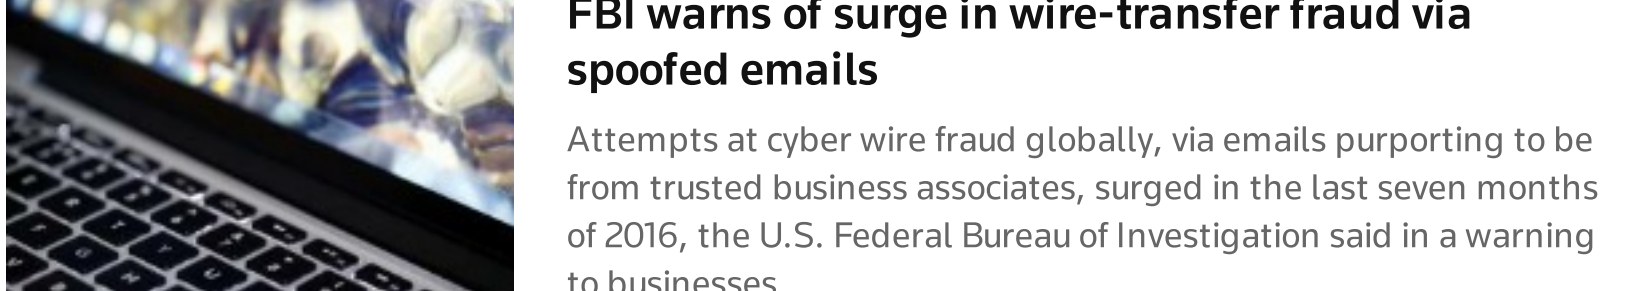 FBI warns of surge in wire-transfer fraud via
spoofed emails
Attempts at cyber wire fraud globally, via emails purporting to be
from trusted business associates, surged in the last seven months
of 2016, the U.S. Federal Bureau of Investigation said in a warning
to businesses